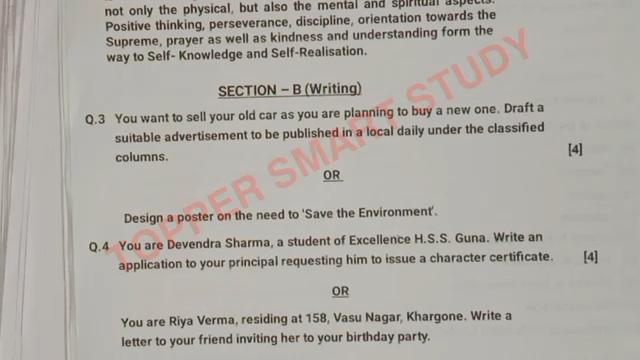 not only the physical, but also the mental and spiritual aspects.
Positive thinking, perseverance, discipline, orientation towards the
Supreme, prayer as well as kindness and understanding form the
way to Self- Knowledge and Self-Realisation.
SECTION – B (Writing)
Q.3 You want to sell your old car as you are planning to buy a new one. Draft a
suitable advertisement to be published in a local daily under the classified
columns. [4]
OR
Design a poster on the need to 'Save the Environment'.
Q.4 You are Devendra Sharma, a student of Excellence H.S.S. Guna. Write an
application to your principal requesting him to issue a character certificate. [4]
OR
You are Riya Verma, residing at 158, Vasu Nagar, Khargone. Write a
letter to your friend inviting her to your birthday party.
TOPPER SMART STUDY